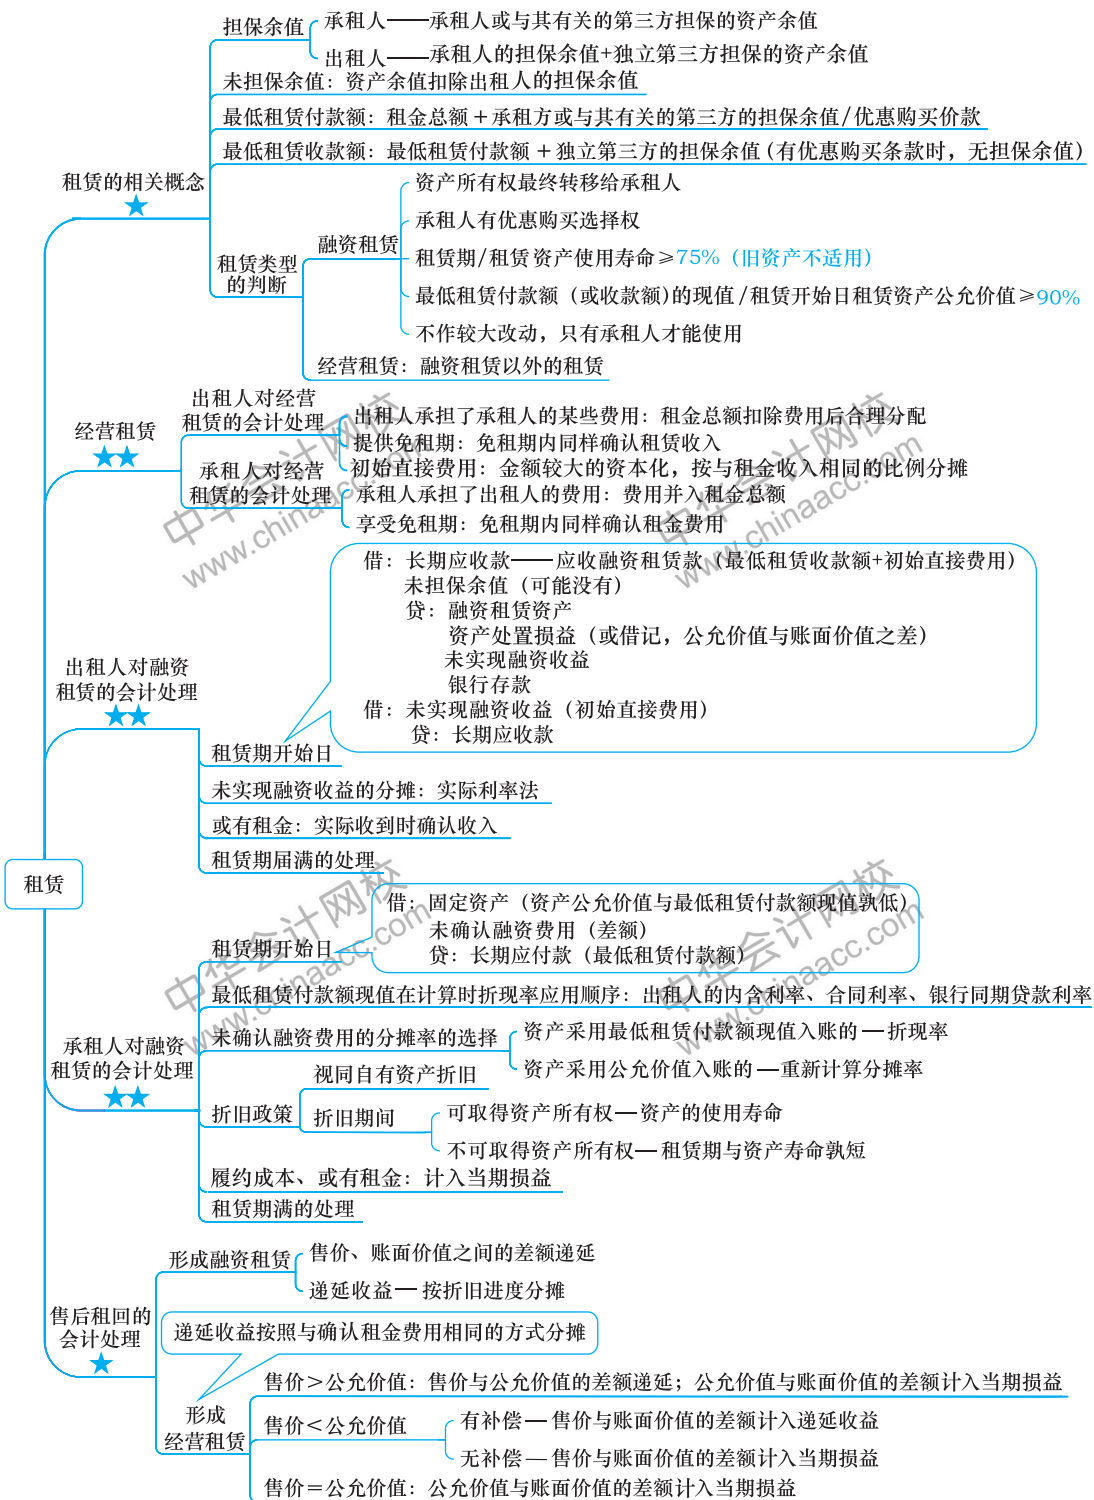 担保余值
承租人——承租人或与其有关的第三方担保的资产余值
出租人——承租人的担保余值+独立第三方担保的资产余值
未担保余值：资产余值扣除出租人的担保余值
最低租赁付款额：租金总额＋承租方或与其有关的第三方的担保余值/优惠购买价款
最低租赁收款额：最低租赁付款额＋独立第三方的担保余值(有优惠购买条款时，无担保余值)
租赁的相关概念
资产所有权最终转移给承租人
承租人有优惠购买选择权
融资租赁
租赁期/租赁资产使用寿命≥75%（旧资产不适用）
租赁类型
的判断
最低租赁付款额（或收款额)的现值/租赁开始日租赁资产公允价值≥90%
不作较大改动，只有承租人才能使用
经营租赁：融资租赁以外的租赁
经营租赁
出租人对经营
租赁的会计处理
出租人承担了承租人的某些费用：租金总额扣除费用后合理分配
提供免租期：免租期内同样确认租赁收入
初始直接费用：金额较大的资本化，按与租金收入相同的比例分摊
承租人对经营
租赁的会计处理
承租人承担了出租人的费用：费用并入租金总额
享受免租期：免租期内同样确认租金费用
借：长期应收款——应收融资租赁款（最低租赁收款额+初始直接费用）
未担保余值（可能没有）
贷：融资租赁资产
资产处置损益（或借记，公允价值与账面价值之差）
未实现融资收益
银行存款
借：未实现融资收益（初始直接费用）
贷：长期应收款
出租人对融资
租赁的会计处理
租赁期开始日
未实现融资收益的分摊：实际利率法
或有租金：实际收到时确认收入
租赁期届满的处理
租赁
借：固定资产（资产公允价值与最低租赁付款额现值孰低）
未确认融资费用（差额）
贷：长期应付款（最低租赁付款额）
租赁期开始日
最低租赁付款额现值在计算时折现率应用顺序：出租人的内含利率、合同利率、银行同期贷款利率
承租人对融资
租赁的会计处理
未确认融资费用的分摊率的选择
资产采用最低租赁付款额现值入账的—折现率
资产采用公允价值入账的—重新计算分摊率
折旧政策
视同自有资产折旧
折旧期间
可取得资产所有权—资产的使用寿命
不可取得资产所有权—租赁期与资产寿命孰短
履约成本、或有租金：计入当期损益
租赁期满的处理
售后租回的
会计处理
形成融资租赁
售价、账面价值之间的差额递延
递延收益—按折旧进度分摊
递延收益按照与确认租金费用相同的方式分摊
形成
经营租赁
售价＞公允价值：售价与公允价值的差额递延；公允价值与账面价值的差额计入当期损益
售价＜公允价值
有补偿—售价与账面价值的差额计入递延收益
无补偿—售价与账面价值的差额计入当期损益
售价＝公允价值：公允价值与账面价值的差额计入当期损益
中华会计网校
www.chinaacc.com
中华会计网校
www.chinaacc.com
中华会计网校
www.chinaacc.com
中华会计网校
www.chinaacc.com